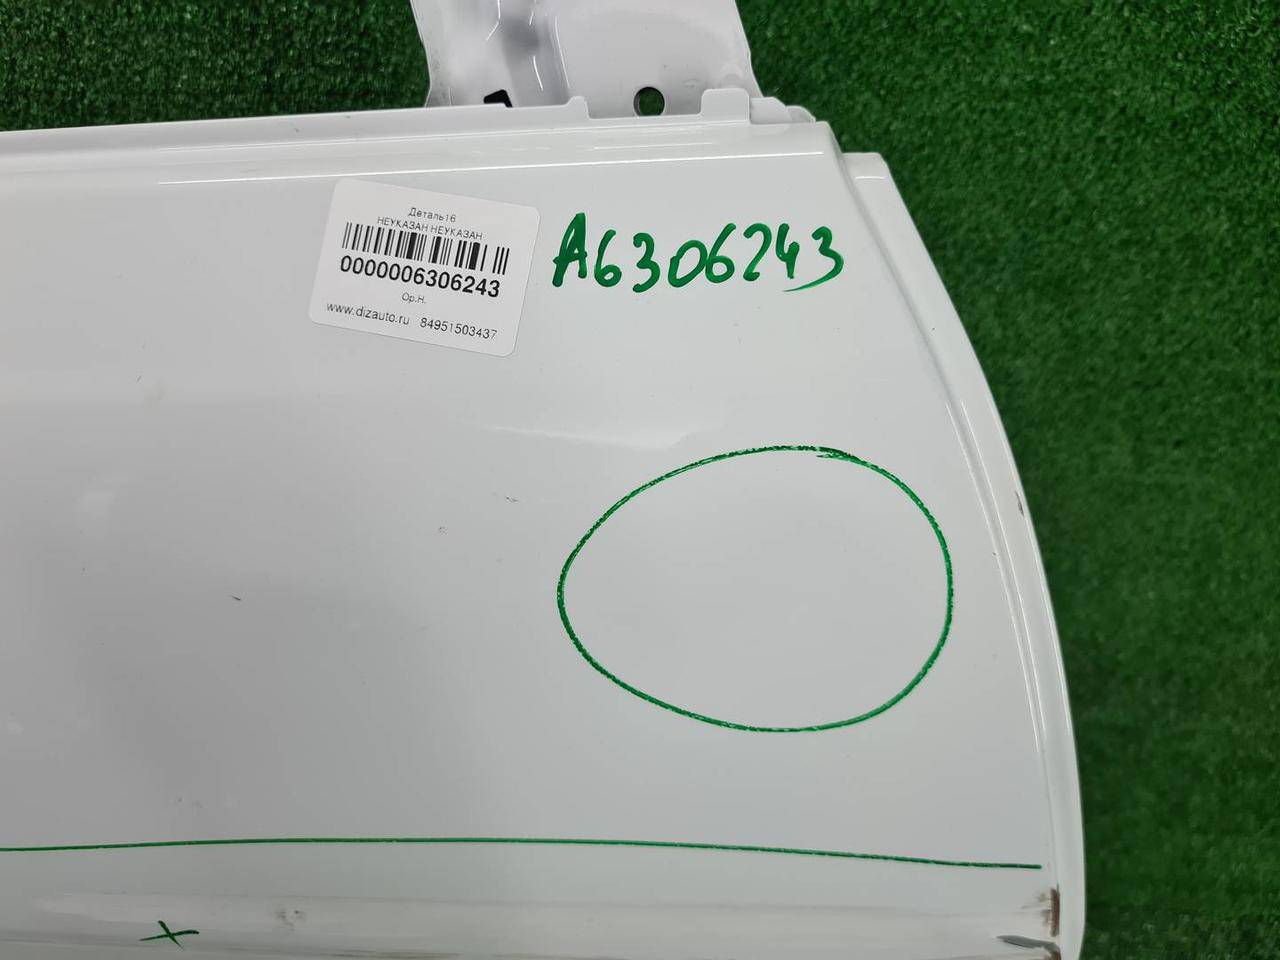 Деталь16
НЕУКАЗАН НЕУКАЗАН
0000006306243
Ор.Н.
www.dizauto.ru 84951503437
A6306243
x